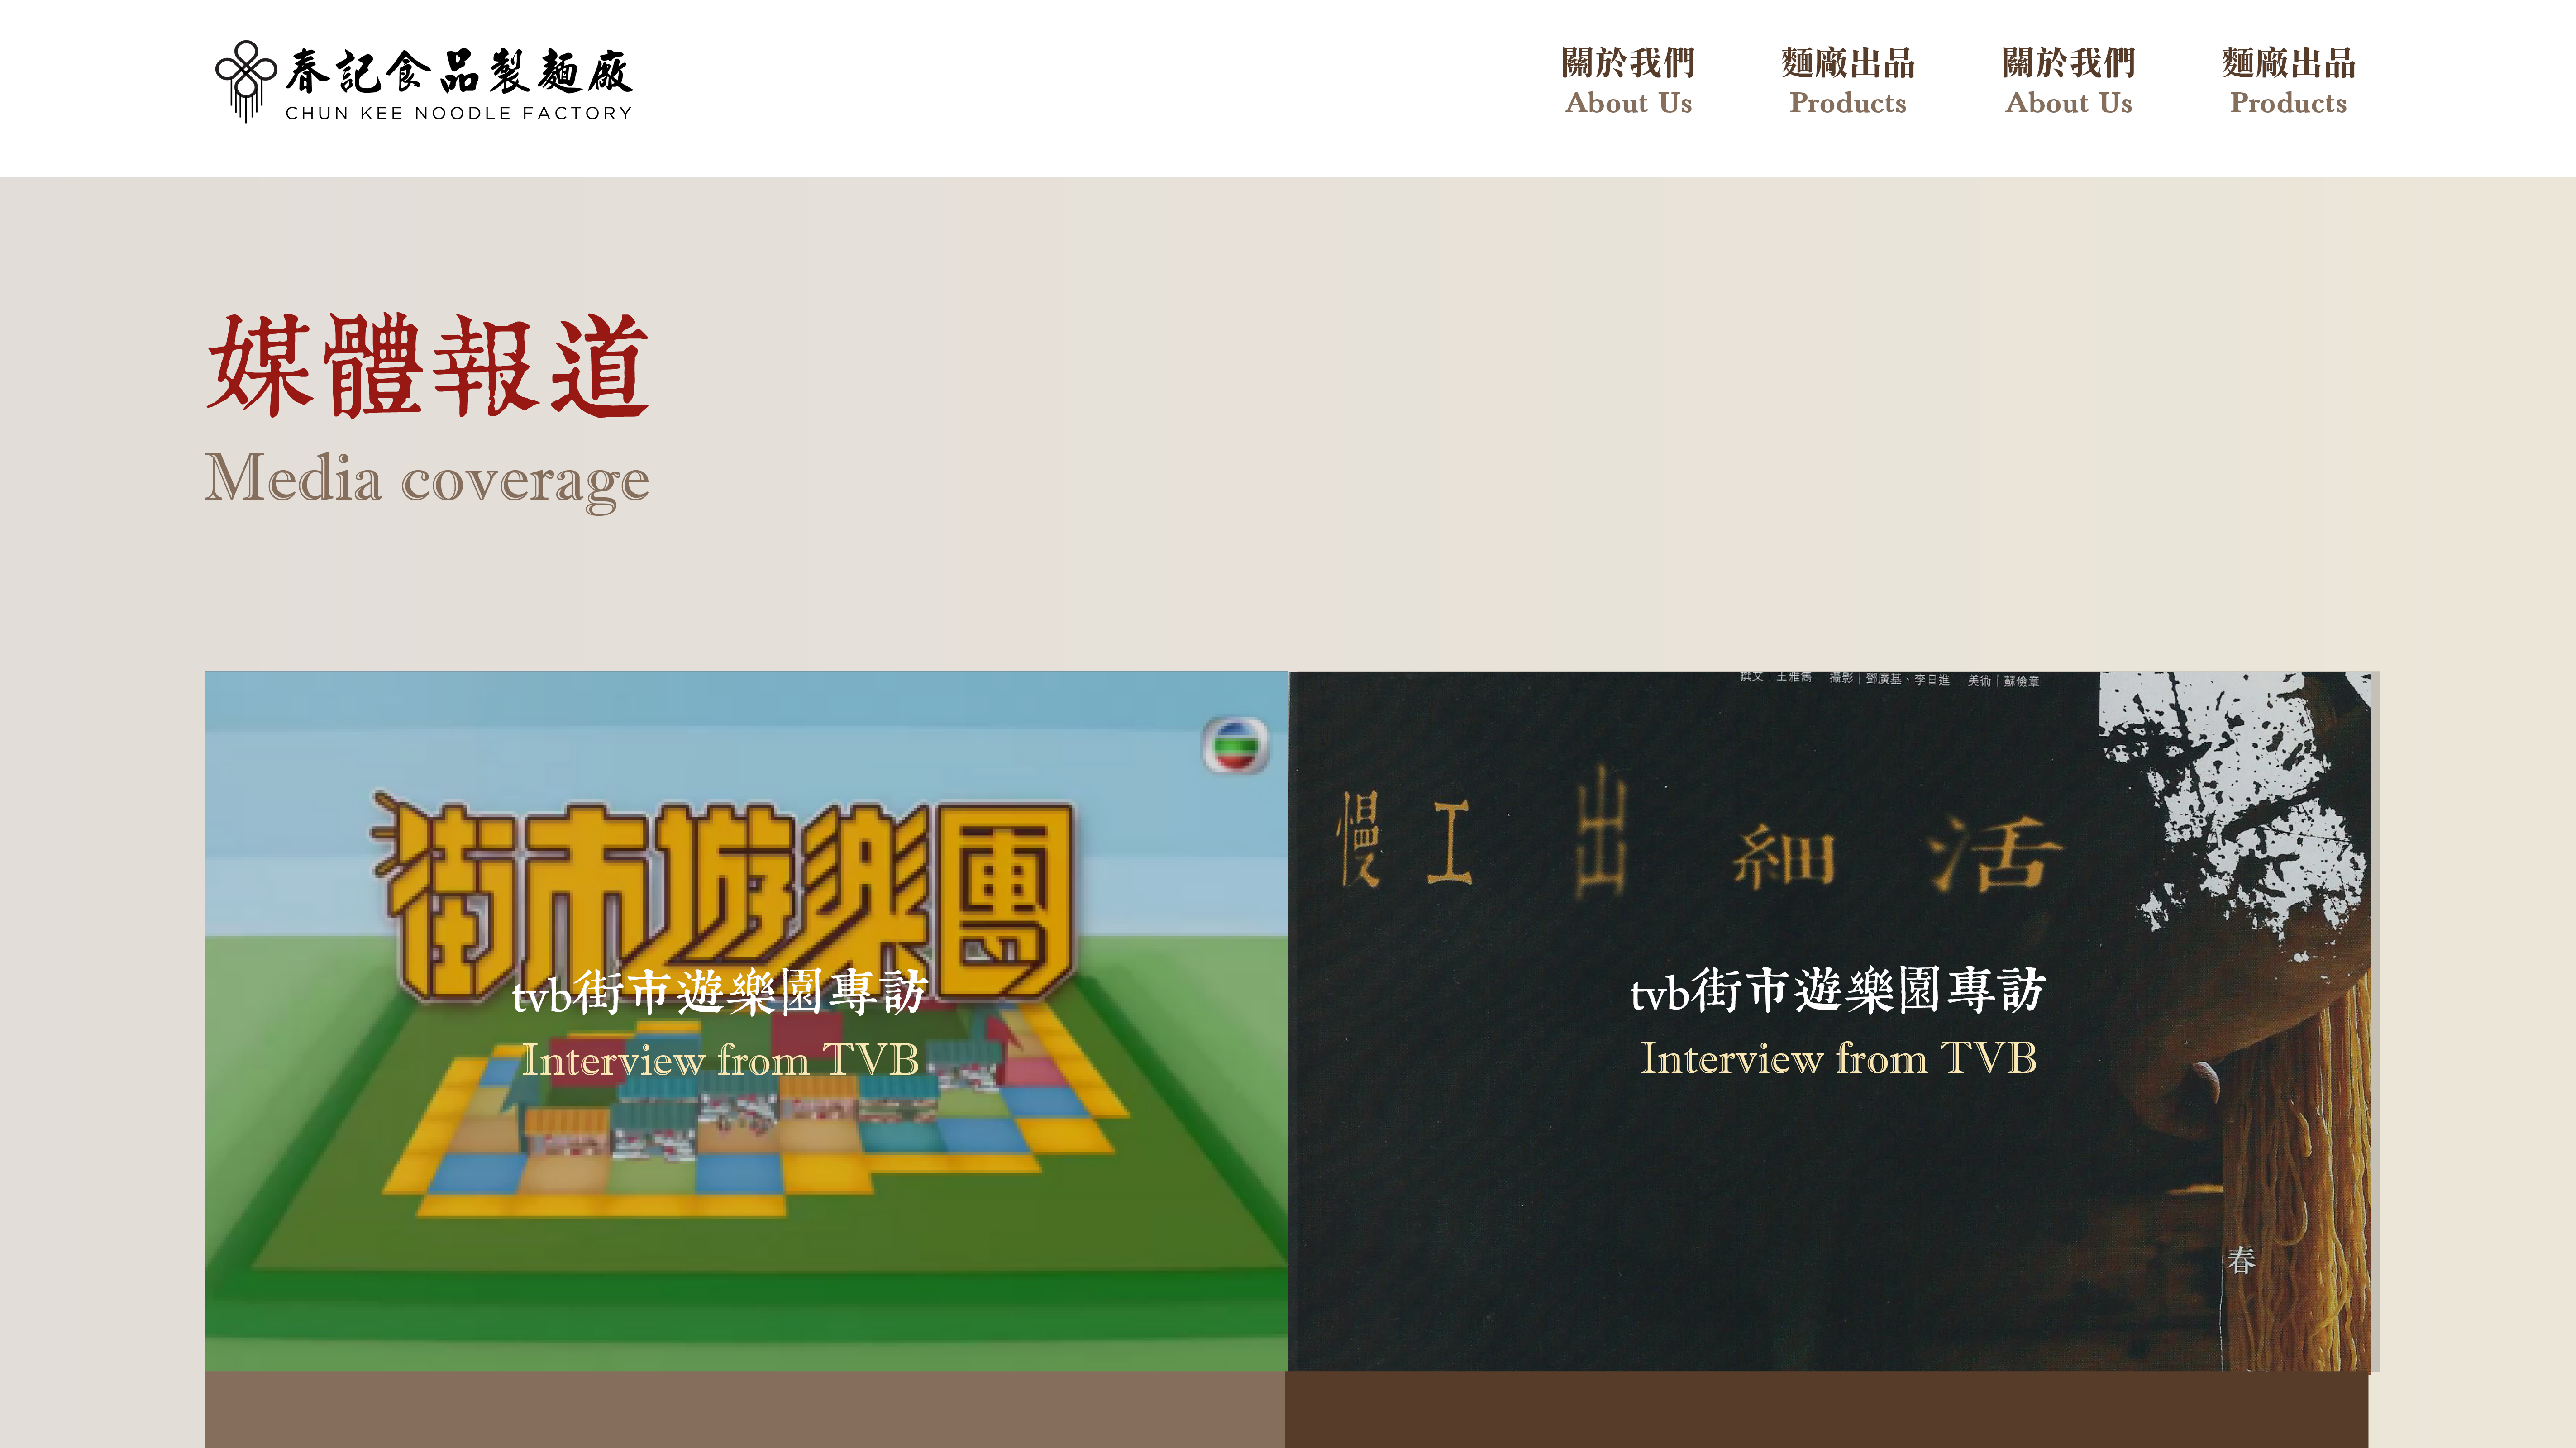 春記食品製麵廠
CHUN KEE NOODLE FACTORY
關於我們 麵廠出品 關於我們 麵廠出品
About Us Products About Us Products
媒體報道
Media coverage
撰文｜王雅雋 攝影｜鄧廣基、李日進 美術｜蘇儉章
街市遊樂團
慢工出細活
tvb街市遊樂園專訪
Interview from TVB
tvb街市遊樂園專訪
Interview from TVB
春